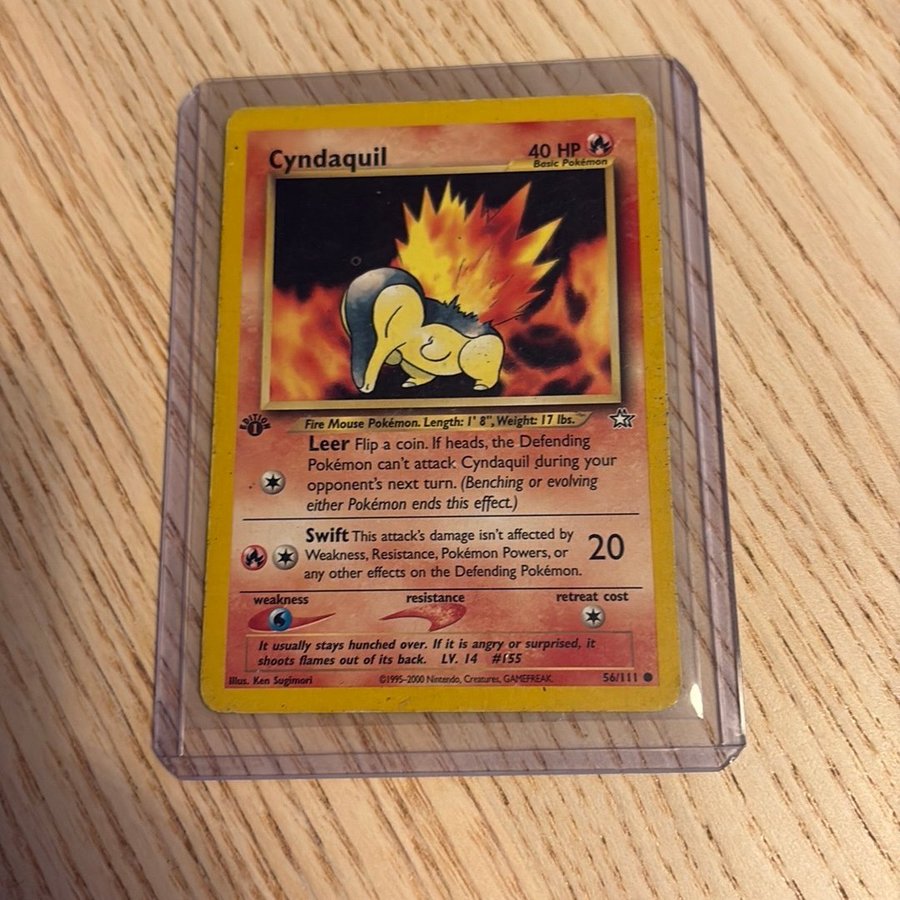 Cyndaquil
40 HP
Basic Pokémon
Fire Mouse Pokémon. Length: 1' 8", Weight: 17 lbs.
EDITION
1
Leer Flip a coin. If heads, the Defending
Pokémon can't attack Cyndaquil during your
opponent's next turn. (Benching or evolving
either Pokémon ends this effect.)
Swift This attack's damage isn't affected by
Weakness, Resistance, Pokémon Powers, or
any other effects on the Defending Pokémon.
20
weakness resistance retreat cost
It usually stays hunched over. If it is angry or surprised, it
shoots flames out of its back. LV. 14 #155
Illus. Ken Sugimori ©1995-2000 Nintendo, Creatures, GAMEFREAK. 56/111